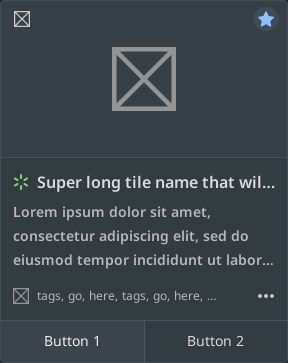 Super long tile name that wil...
Lorem ipsum dolor sit amet,
consectetur adipiscing elit, sed do
eiusmod tempor incididunt ut labor...
tags, go, here, tags, go, here, ...
Button 1
Button 2